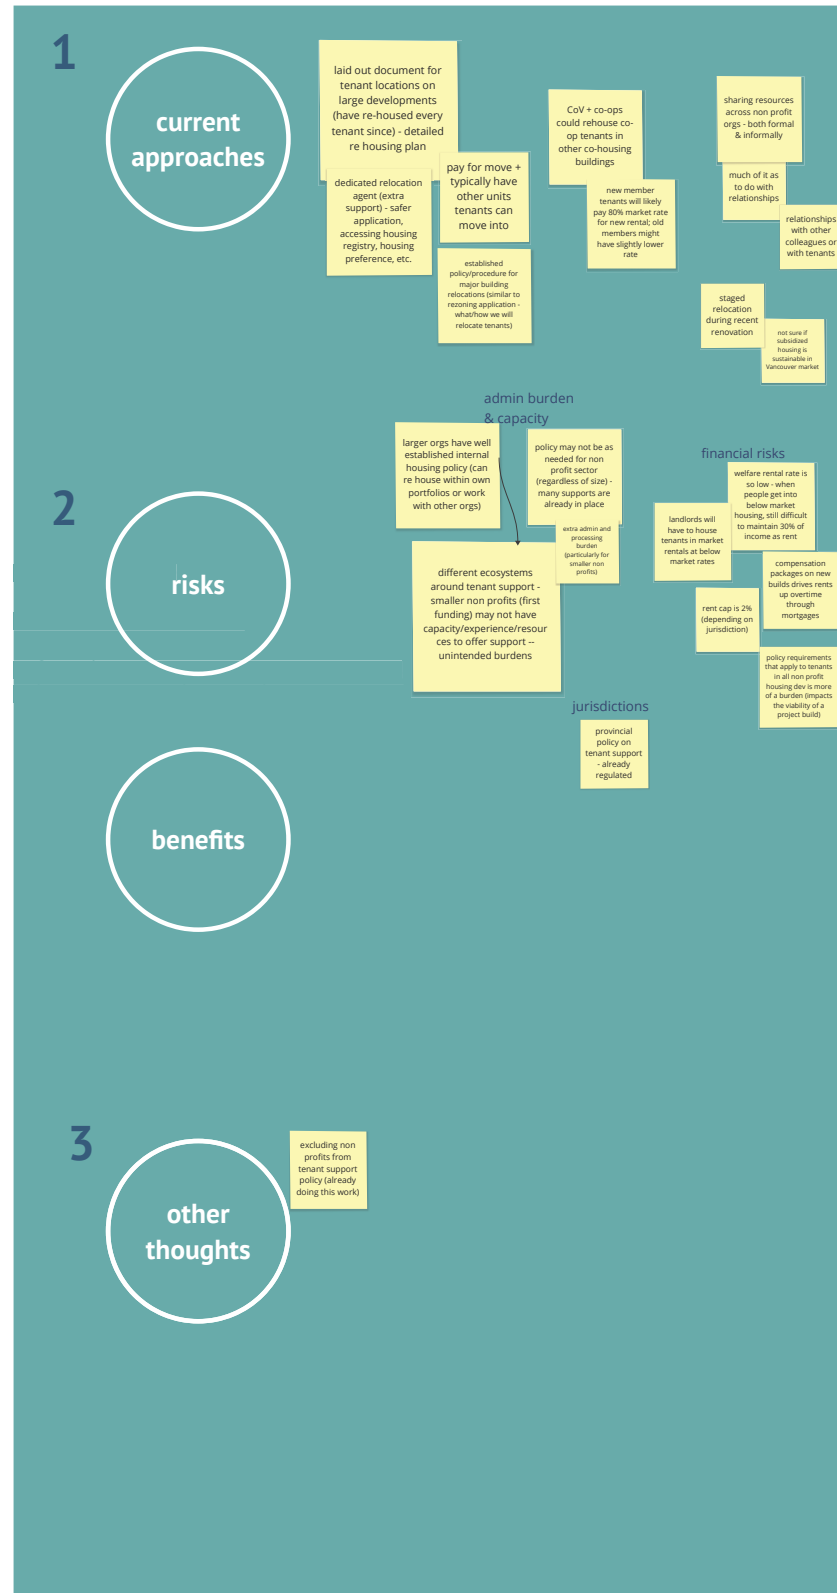 1
current
approaches
laid out document for
tenant locations on
large developments
(have re-housed every
tenant since) - detailed
re housing plan
pay for move +
typically have
other units
tenants can
move into
dedicated relocation
agent (extra
support) - safer
application,
accessing housing
registry, housing
preference, etc.
established
policy/procedure for
major building
relocations (similar to
rezoning application -
what/how we will
relocate tenants)
CoV + co-ops
could rehouse co-
op tenants in
other co-housing
buildings
new member
tenants will likely
pay 80% market rate
for new rental; old
members might
have slightly lower
rate
sharing resources
across non profit
orgs - both formal
& informally
much of it as
to do with
relationships
relationships
with other
colleagues or
with tenants
staged
relocation
during recent
renovation
not sure if
subsidized
housing is
sustainable in
Vancouver market
2
risks
admin burden
& capacity
larger orgs have well
established internal
housing policy (can
re house within own
portfolios or work
with other orgs)
policy may not be as
needed for non
profit sector
(regardless of size) -
many supports are
already in place
extra admin and
processing
burden
(particularly for
smaller non
profits)
different ecosystems
around tenant support -
smaller non profits (first
funding) may not have
capacity/experience/resour
ces to offer support --
unintended burdens
financial risks
welfare rental rate is
so low - when
people get into
below market
housing, still difficult
to maintain 30% of
income as rent
landlords will
have to house
tenants in market
rentals at below
market rates
compensation
packages on new
builds drives rents
up overtime
through
mortgages
rent cap is 2%
(depending on
jurisdiction)
policy requirements
that apply to tenants
in all non profit
housing dev is more
of a burden (impacts
the viability of a
project build)
jurisdictions
provincial
policy on
tenant support
- already
regulated
benefits
3
other
thoughts
excluding non
profits from
tenant support
policy (already
doing this work)